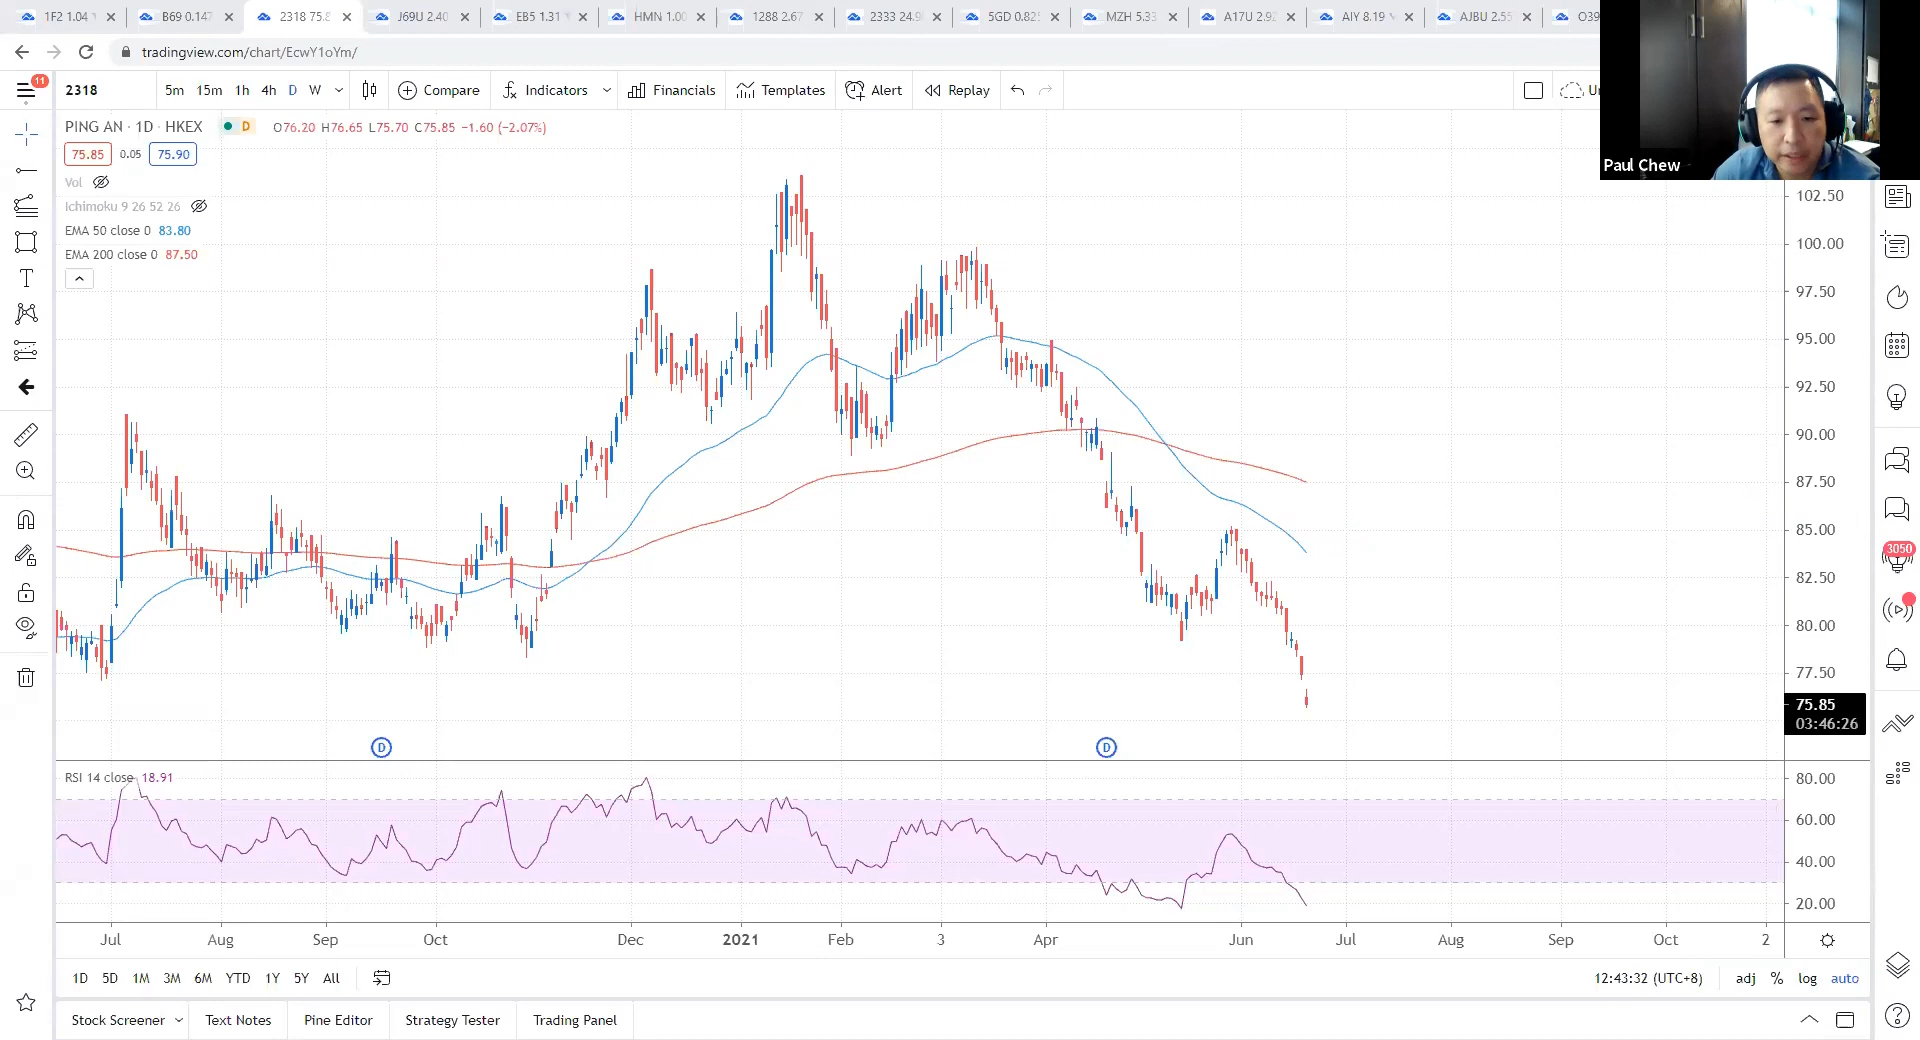 1F2 1.04
B69 0.147
2318 75.8
J69U 2.40
EB5 1.31
HMN 1.00
1288 2.67
2333 24.9
5GD 0.825
MZH 5.33
A17U 2.92
AIY 8.19
AJBU 2.55
O39
tradingview.com/chart/EcwY1oYm/
Paul Chew
11
2318
5m 15m 1h 4h D W
Compare
Indicators
Financials
Templates
Alert
Replay
Un
PING AN · 1D · HKEX D O76.20 H76.65 L75.70 C75.85 −1.60 (−2.07%)
75.85 0.05 75.90
Vol
Ichimoku 9 26 52 26
EMA 50 close 0 83.80
EMA 200 close 0 87.50
102.50
100.00
97.50
95.00
92.50
90.00
87.50
85.00
82.50
80.00
77.50
75.85
03:46:26
3050
D D
RSI 14 close 18.91
80.00
60.00
40.00
20.00
Jul Aug Sep Oct Dec 2021 Feb 3 Apr Jun Jul Aug Sep Oct 2
1D 5D 1M 3M 6M YTD 1Y 5Y All
12:43:32 (UTC+8) adj % log auto
Stock Screener Text Notes Pine Editor Strategy Tester Trading Panel